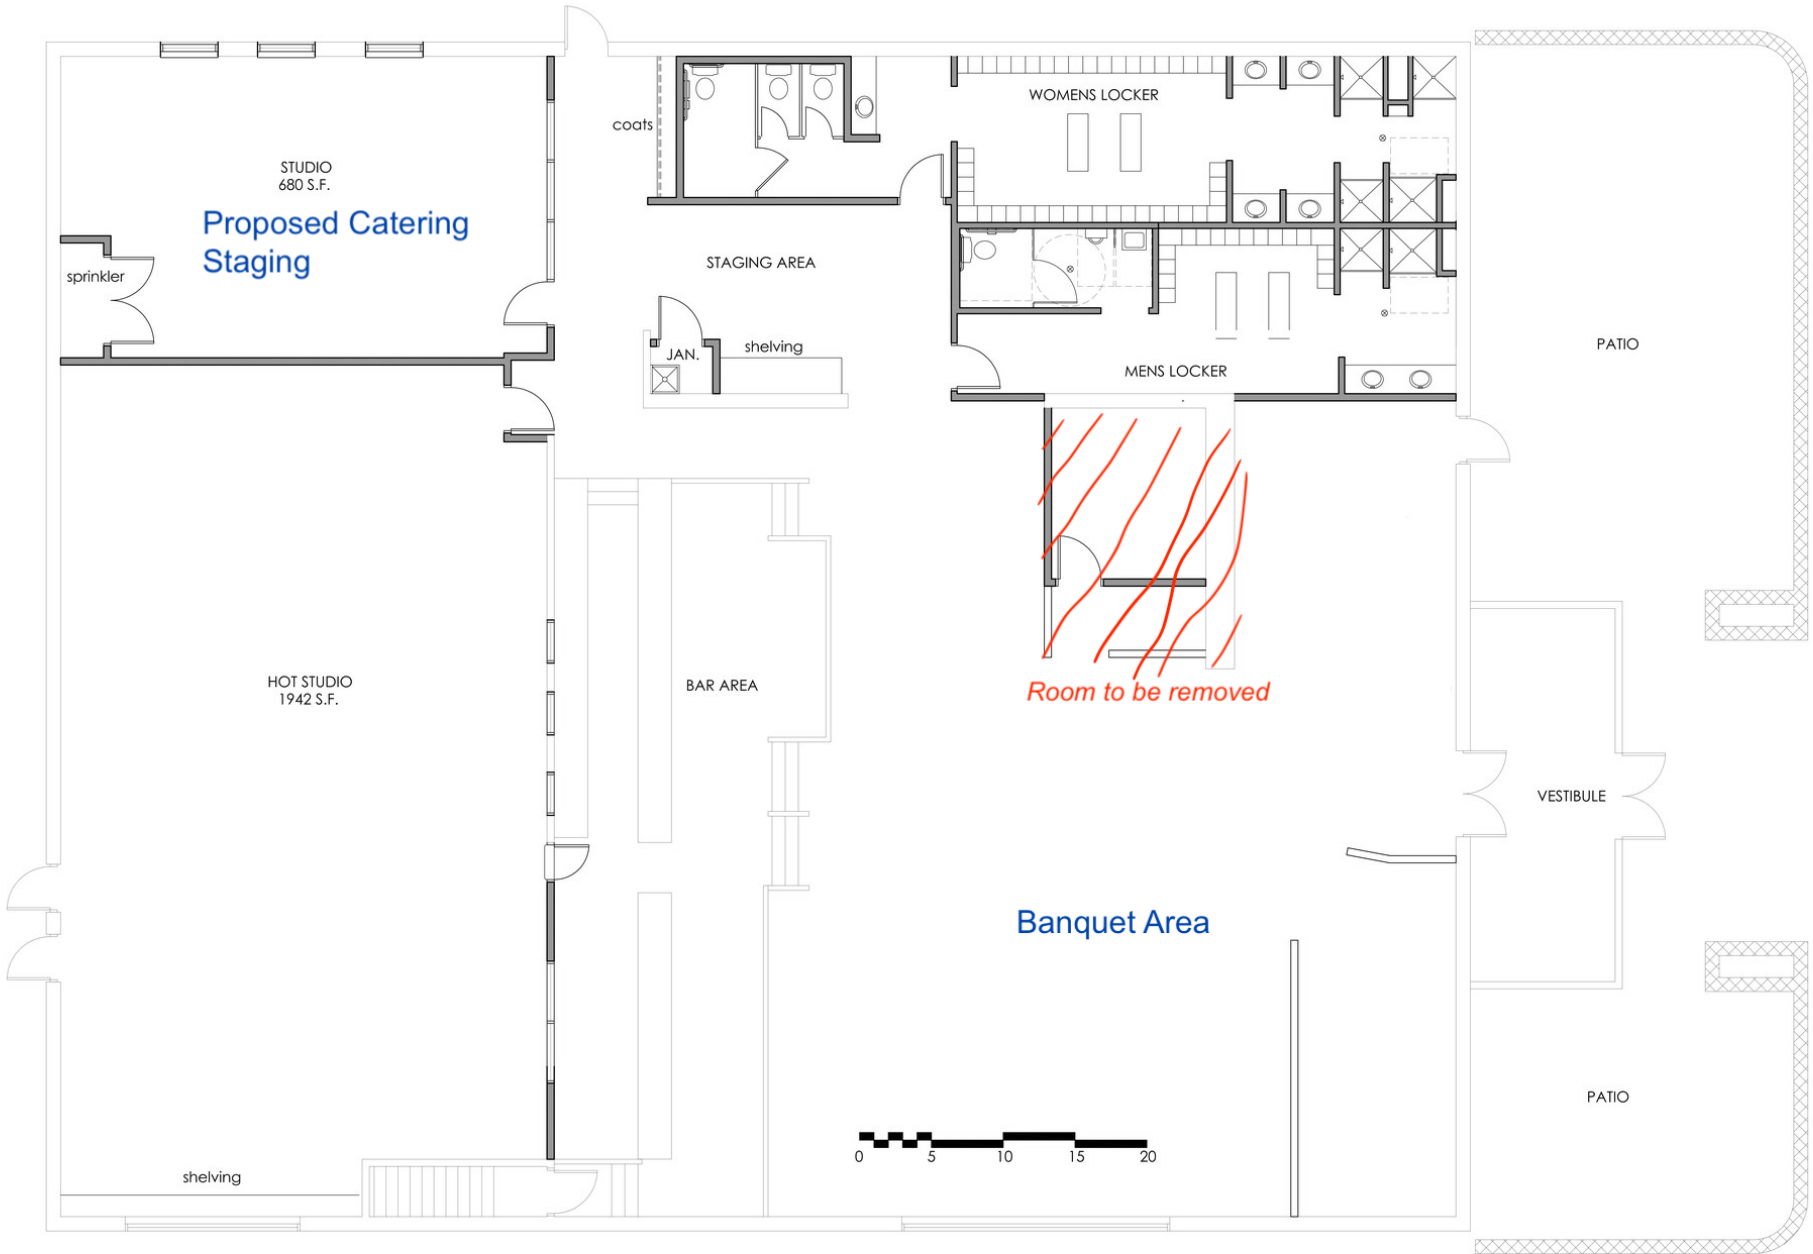 WOMENS LOCKER
coats
STUDIO
680 S.F.
Proposed Catering
Staging
sprinkler
STAGING AREA
JAN.
shelving
MENS LOCKER
PATIO
HOT STUDIO
1942 S.F.
BAR AREA
Room to be removed
VESTIBULE
Banquet Area
PATIO
0 5 10 15 20
shelving